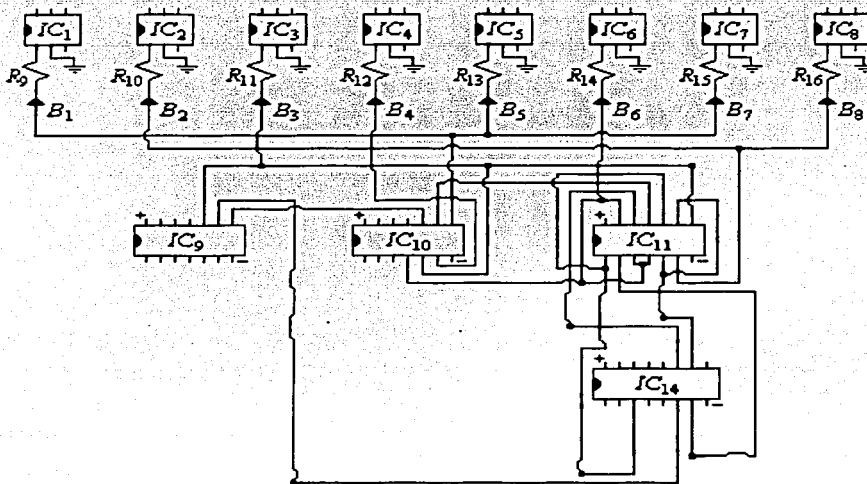 IC1 IC2 IC3 IC4 IC5 IC6 IC7 IC8
R9 R10 R11 R12 R13 R14 R15 R16
B1 B2 B3 B4 B5 B6 B7 B8
+ + +
IC9 IC10 IC11
- - -
+
IC14
-